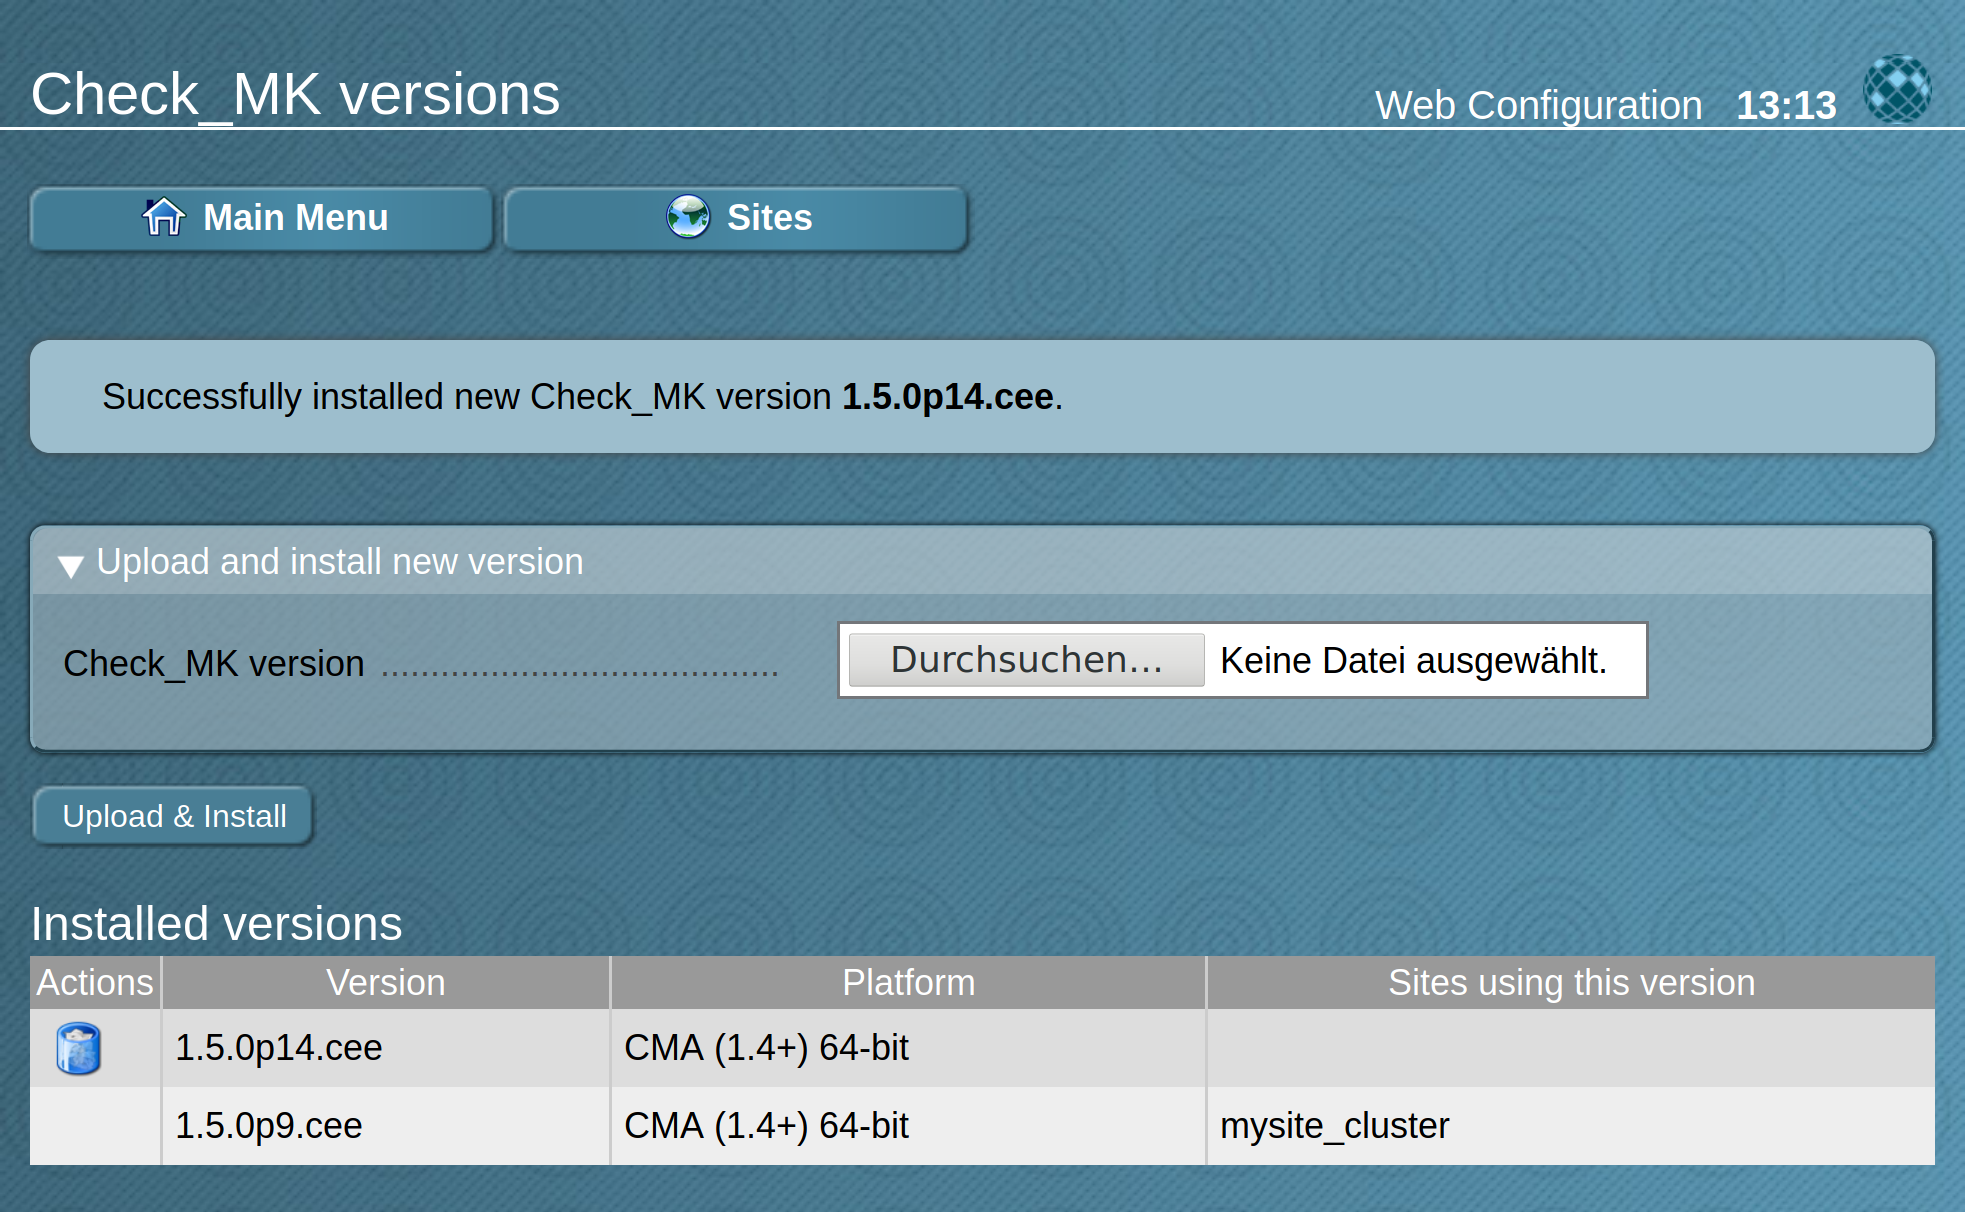 Check_MK versions
Web Configuration 13:13
Main Menu
Sites
Successfully installed new Check_MK version 1.5.0p14.cee.
Upload and install new version
Check_MK version ........................................
Durchsuchen... Keine Datei ausgewählt.
Upload & Install
Installed versions
Actions Version Platform Sites using this version
1.5.0p14.cee CMA (1.4+) 64-bit
1.5.0p9.cee CMA (1.4+) 64-bit mysite_cluster